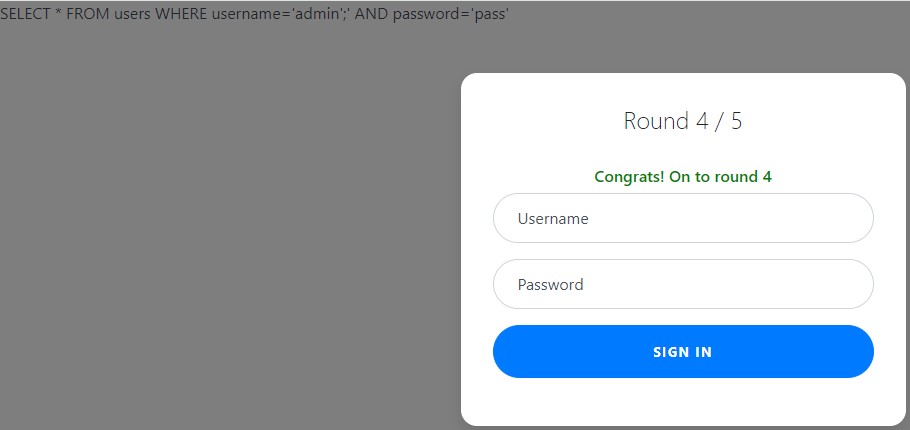 SELECT * FROM users WHERE username='admin';' AND password='pass'
Round 4 / 5
Congrats! On to round 4
Username
Password
SIGN IN